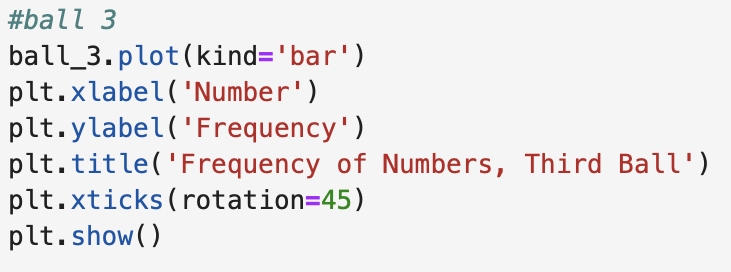 #ball 3
ball_3.plot(kind='bar')
plt.xlabel('Number')
plt.ylabel('Frequency')
plt.title('Frequency of Numbers, Third Ball')
plt.xticks(rotation=45)
plt.show()